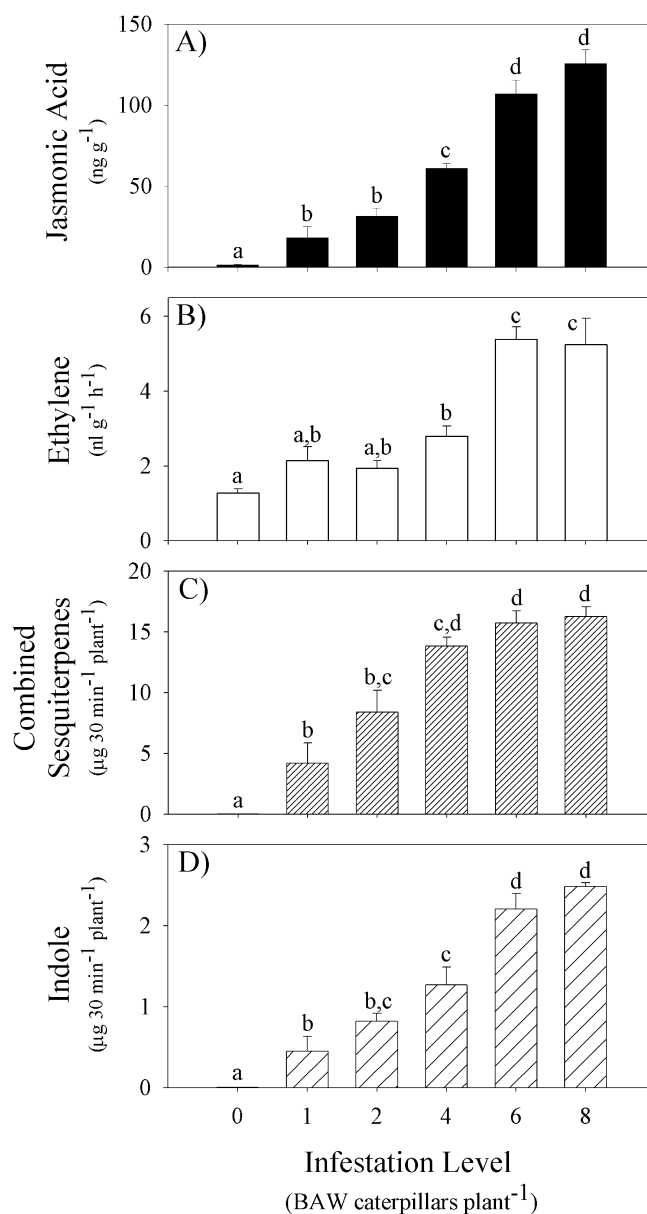 A)
Jasmonic Acid
(ng g⁻¹)
150
100
50
0
a
b
b
c
d
d
B)
Ethylene
(nl g⁻¹ h⁻¹)
6
4
2
0
a
a,b
a,b
b
c
c
C)
Combined
Sesquiterpenes
(µg 30 min⁻¹ plant⁻¹)
20
15
10
5
0
a
b
b,c
c,d
d
d
D)
Indole
(µg 30 min⁻¹ plant⁻¹)
3
2
1
0
a
b
b,c
c
d
d
0 1 2 4 6 8
Infestation Level
(BAW caterpillars plant⁻¹)